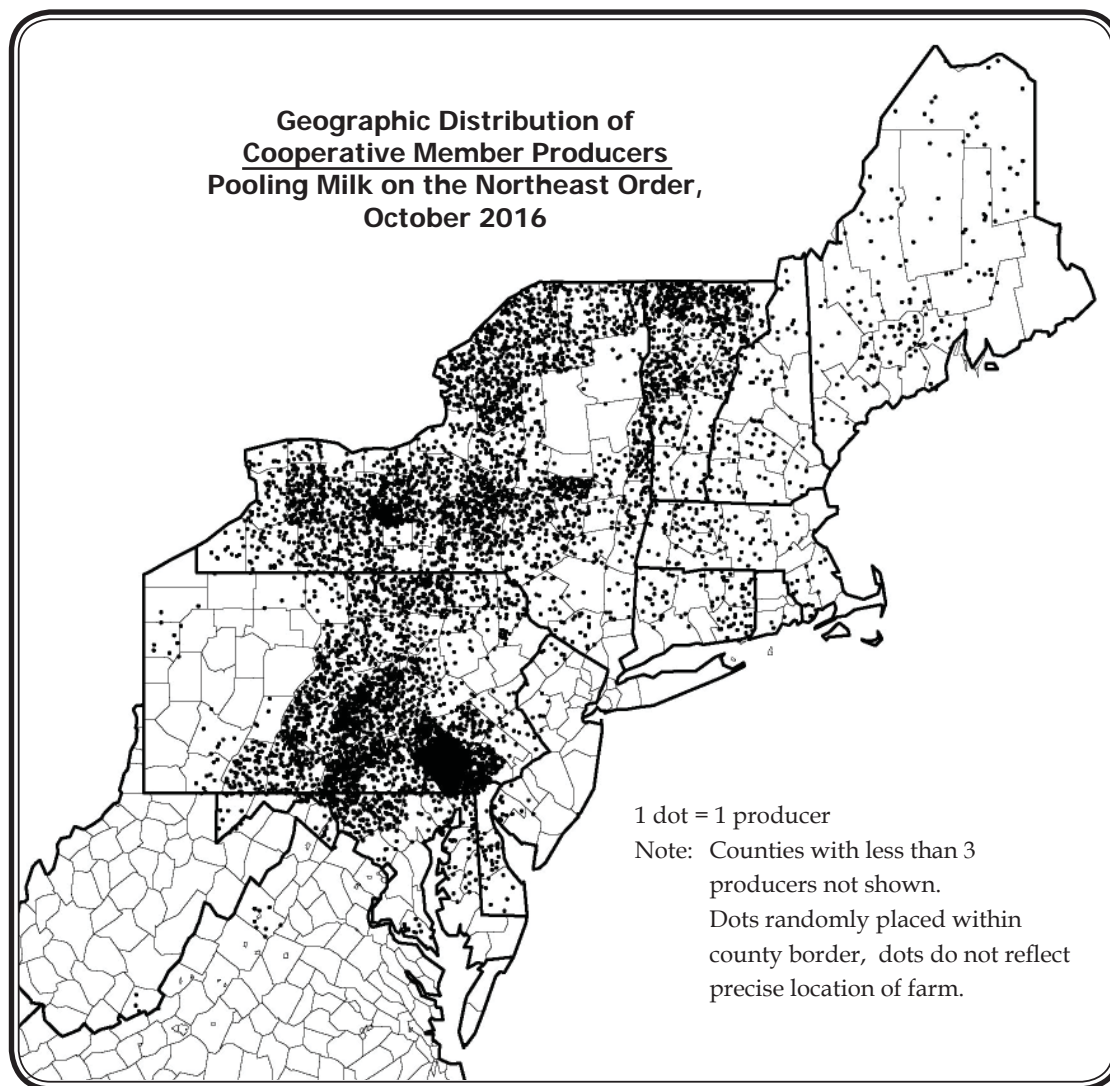 Geographic Distribution of
Cooperative Member Producers
Pooling Milk on the Northeast Order,
October 2016
1 dot = 1 producer
Note: Counties with less than 3
producers not shown.
Dots randomly placed within
county border, dots do not reflect
precise location of farm.